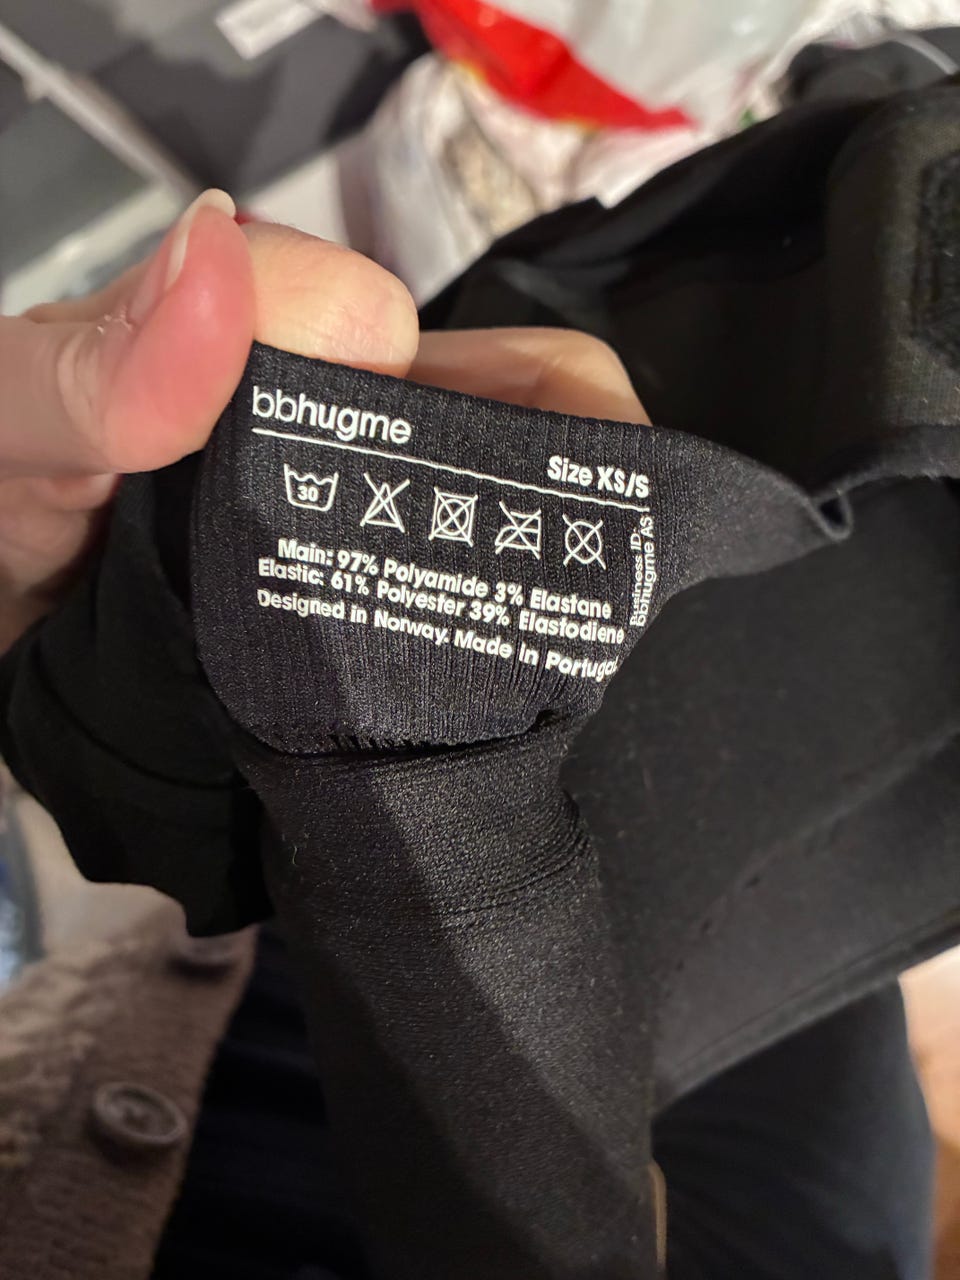 bbhugme
Size XS/S
30
Main: 97% Polyamide 3% Elastane
Elastic: 61% Polyester 39% Elastodiene
Designed in Norway. Made in Portugal
Business ID
bbhugme AS